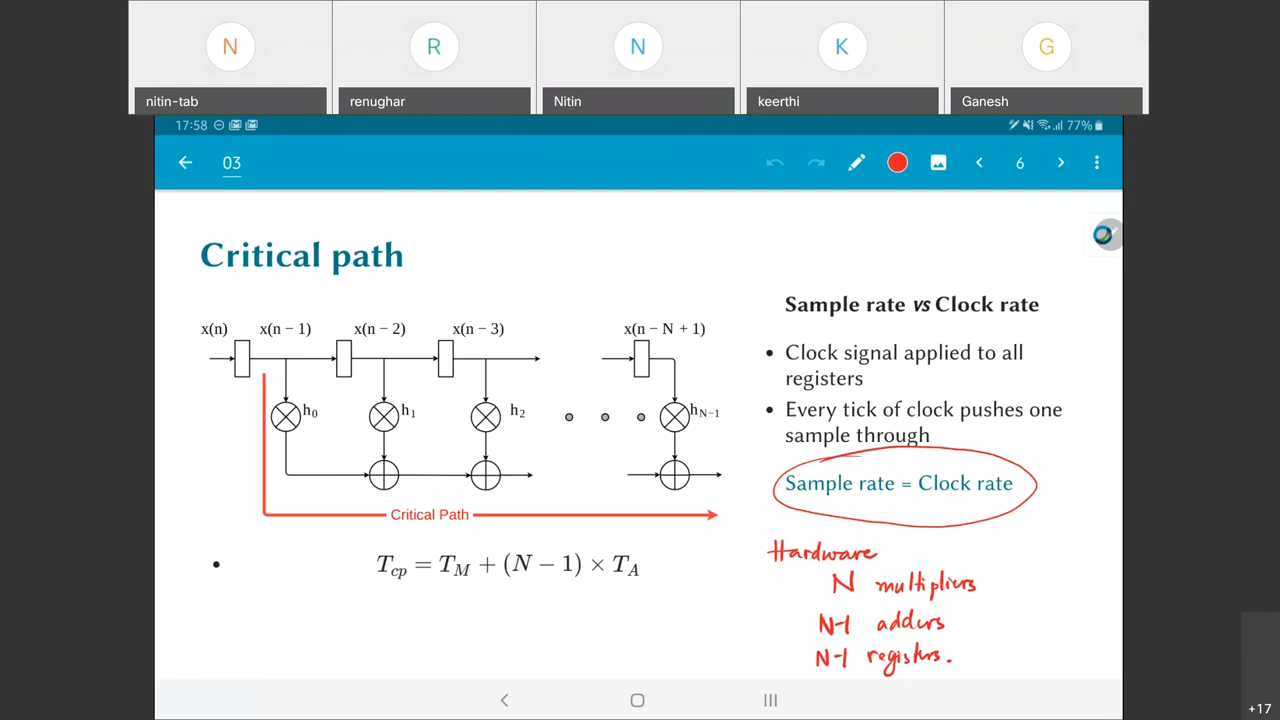 N R N K G
nitin-tab renughar Nitin keerthi Ganesh
17:58 77%
03 6
Critical path
x(n) x(n − 1) x(n − 2) x(n − 3) x(n − N + 1)
h0 h1 h2 hN−1
Critical Path
• Tcp = TM + (N − 1) × TA
Sample rate vs Clock rate
• Clock signal applied to all
registers
• Every tick of clock pushes one
sample through
Sample rate = Clock rate
Hardware
N multipliers
N-1 adders
N-1 registers.
+17